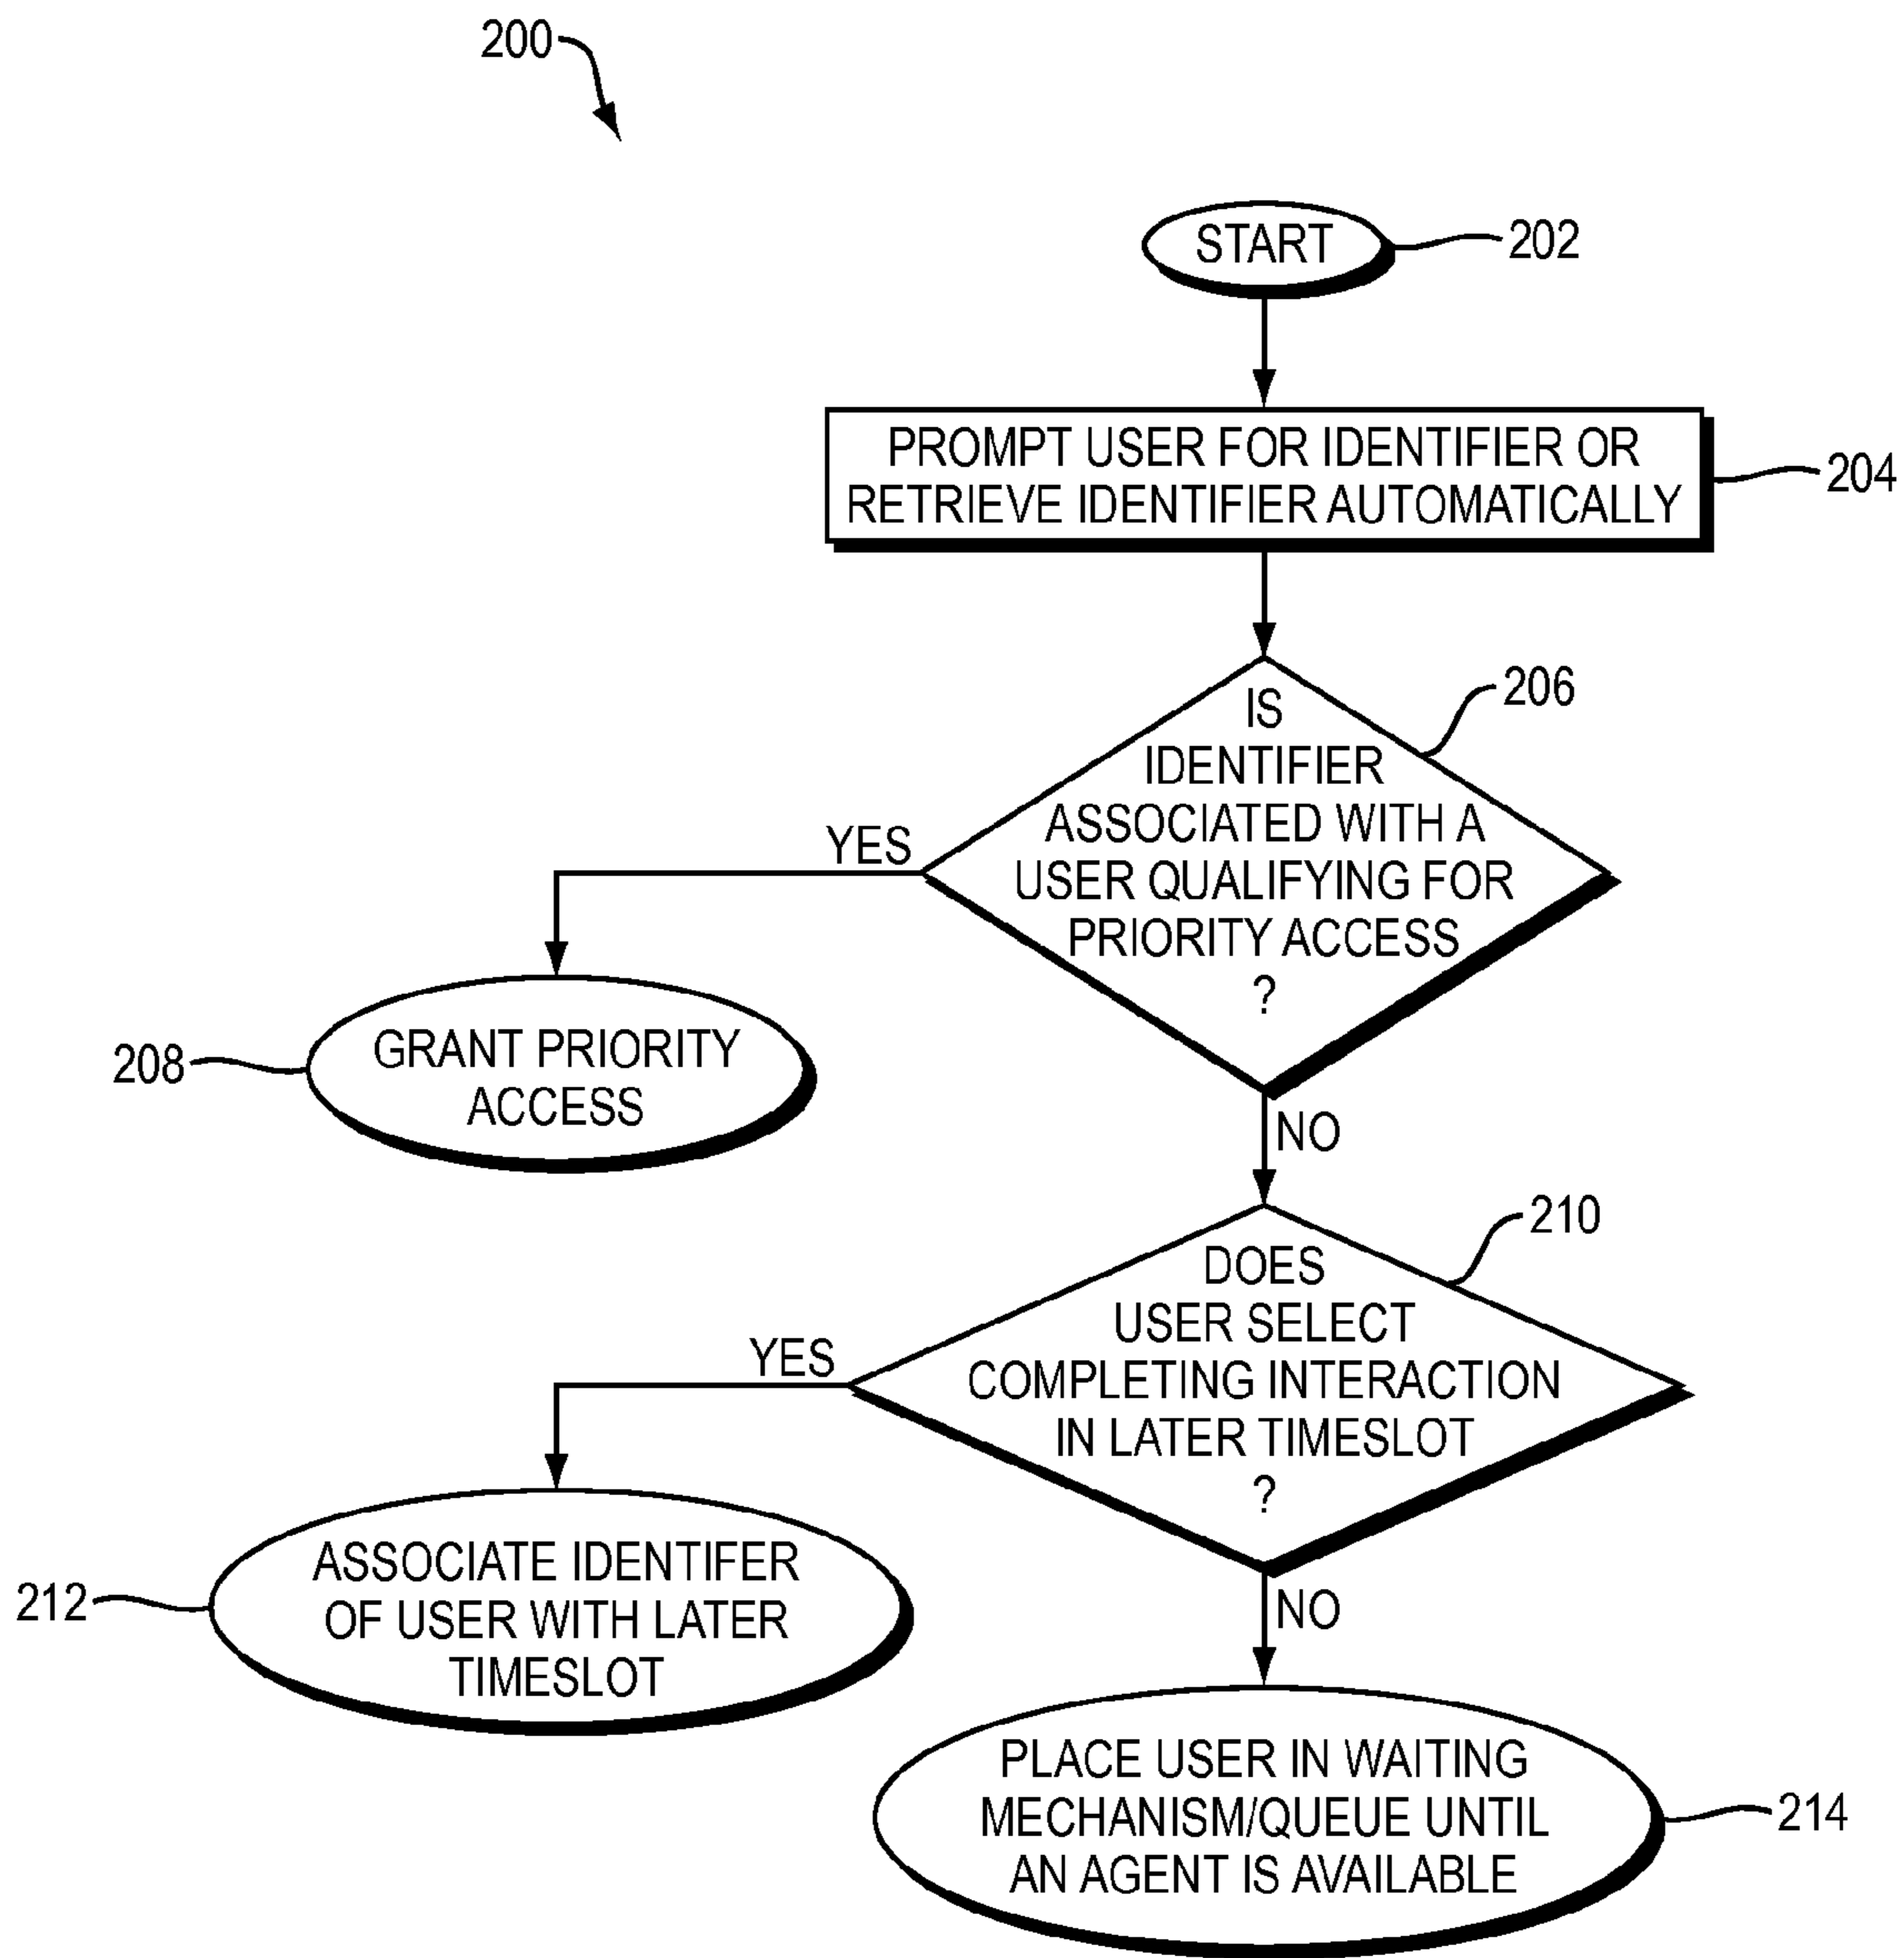 200
START
202
PROMPT USER FOR IDENTIFIER OR
RETRIEVE IDENTIFIER AUTOMATICALLY
204
IS
IDENTIFIER
ASSOCIATED WITH A
USER QUALIFYING FOR
PRIORITY ACCESS
?
206
YES
GRANT PRIORITY
ACCESS
208
NO
DOES
USER SELECT
COMPLETING INTERACTION
IN LATER TIMESLOT
?
210
YES
ASSOCIATE IDENTIFER
OF USER WITH LATER
TIMESLOT
212
NO
PLACE USER IN WAITING
MECHANISM/QUEUE UNTIL
AN AGENT IS AVAILABLE
214